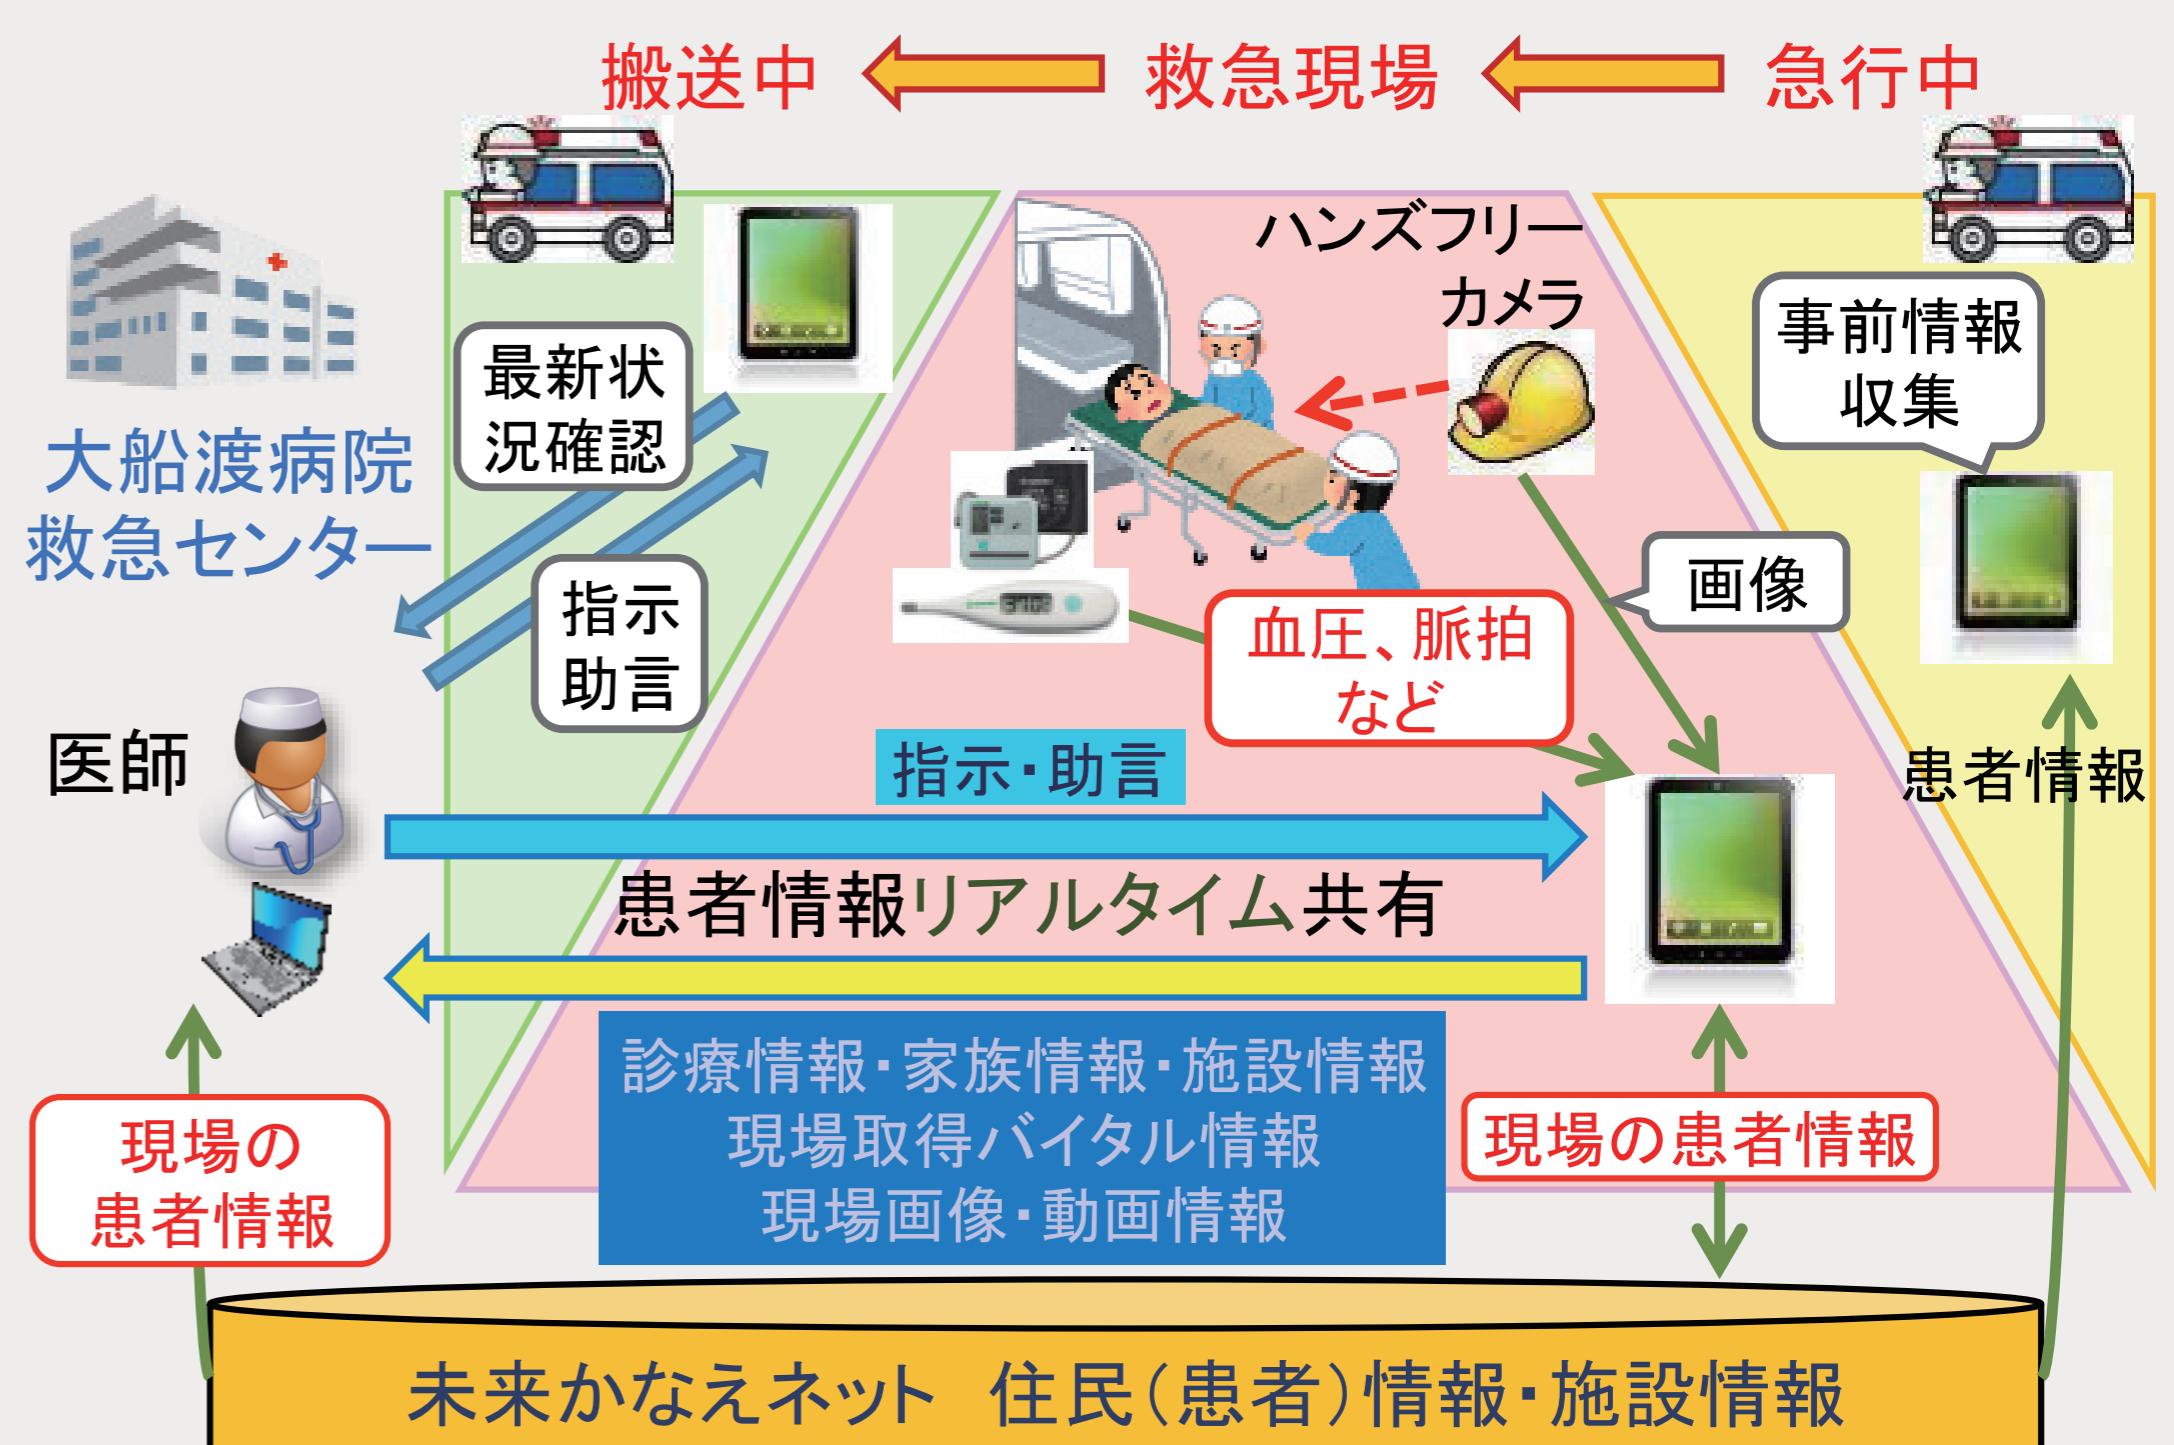 搬送中
救急現場
急行中
ハンズフリー
カメラ
事前情報
収集
最新状
況確認
大船渡病院
救急センター
指示
助言
画像
血圧、脈拍
など
医師
指示・助言
患者情報
患者情報リアルタイム共有
診療情報・家族情報・施設情報
現場取得バイタル情報
現場画像・動画情報
現場の
患者情報
現場の患者情報
未来かなえネット　住民(患者)情報・施設情報